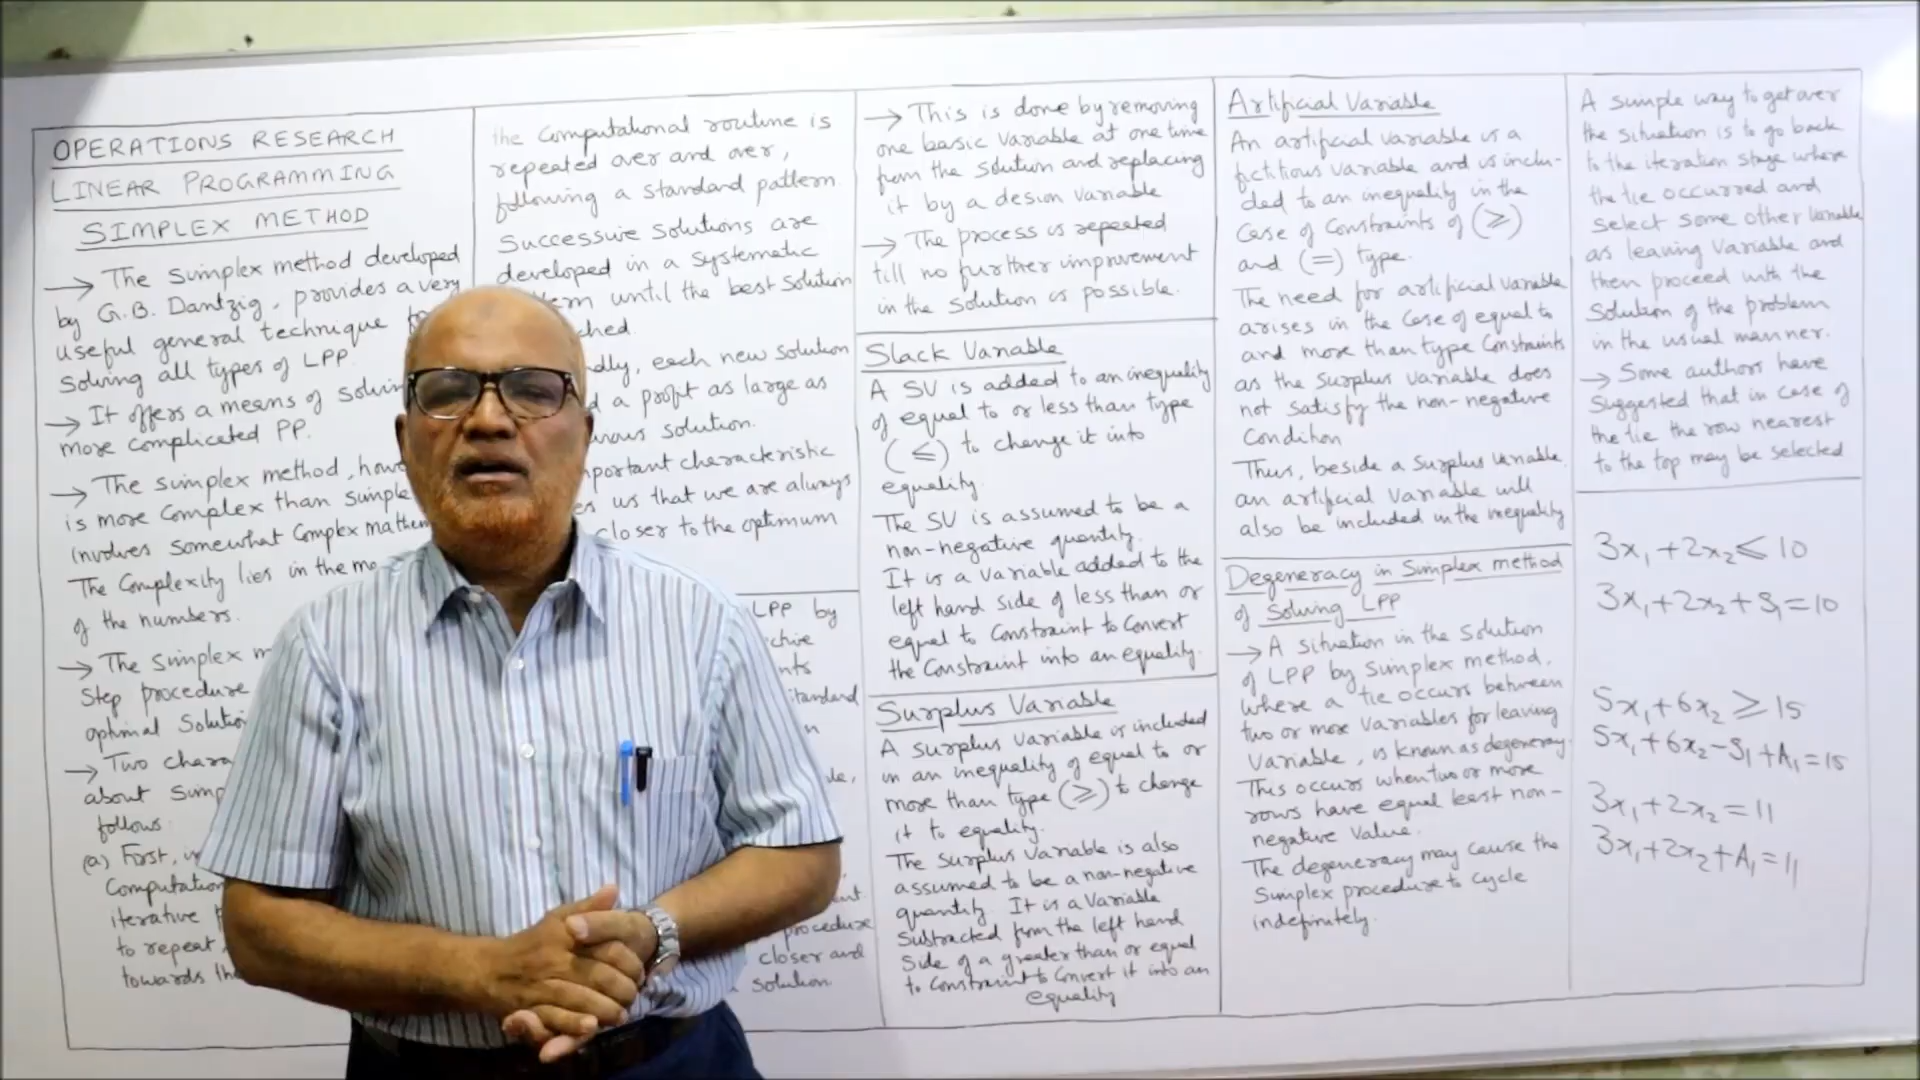 OPERATIONS RESEARCH
LINEAR PROGRAMMING
SIMPLEX METHOD
→ The simplex method developed
by G.B. Dantzig, provides a very
useful general technique
solving all types of LPP.
→ It offers a means of
more complicated PP.
→ The simplex method,
is more complex than simple
involves somewhat complex
The complexity lies in the
of the numbers.
→ The simplex
step procedure
optimal
→ Two
about
follows.
(a) First,
iterative
to repeat
towards
the computational routine is
repeated over and over,
following a standard pattern.
Successive solutions are
developed in a systematic
until the best solution
each new solution
a profit as large as
solution.
characteristic
us that we are always
closer to the optimum
LPP by
Standard
procedure
closer and
solution.
→ This is done by removing
one basic variable at one time
from the solution and replacing
it by a design variable
→ The process is repeated
till no further improvement
in the solution is possible.
Slack Variable
A SV is added to an inequality
of equal to or less than type
(≤) to change it into
equality.
The SV is assumed to be a
non-negative quantity.
It is a variable added to the
left hand side of less than or
equal to constraint to convert
the constraint into an equality.
Surplus Variable
A surplus variable is included
in an inequality of equal to or
more than type (≥) to change
it to equality.
The surplus variable is also
assumed to be a non-negative
quantity. It is a variable
substracted from the left hand
side of a greater than or equal
to constraint to convert it into an
equality
Artificial Variable
An artificial variable is a
fictitious variable and is inclu-
ded to an inequality in the
case of constraints of (≥)
and (=) type.
The need for artificial variable
arises in the case of equal to
and more than type constraints
as the surplus variable does
not satisfy the non-negative
condition
Thus, beside a surplus variable,
an artificial variable will
also be included in the inequality
Degeneracy in Simplex method
of Solving LPP
→ A situation in the solution
of LPP by simplex method,
where a tie occurs between
two or more variables for leaving
variable, is known as degeneracy.
This occurs when two or more
rows have equal least non-
negative value.
The degeneracy may cause the
simplex procedure to cycle
indefinitely.
A simple way to get over
the situation is to go back
to the iteration stage where
the tie occurred and
select some other variable
as leaving variable and
then proceed with the
solution of the problem
in the usual manner.
→ Some authors have
suggested that in case of
the tie the row nearest
to the top may be selected
3x₁+2x₂≤10
3x₁+2x₂+S₁=10
5x₁+6x₂≥15
5x₁+6x₂-S₁+A₁=15
3x₁+2x₂=11
3x₁+2x₂+A₁=11